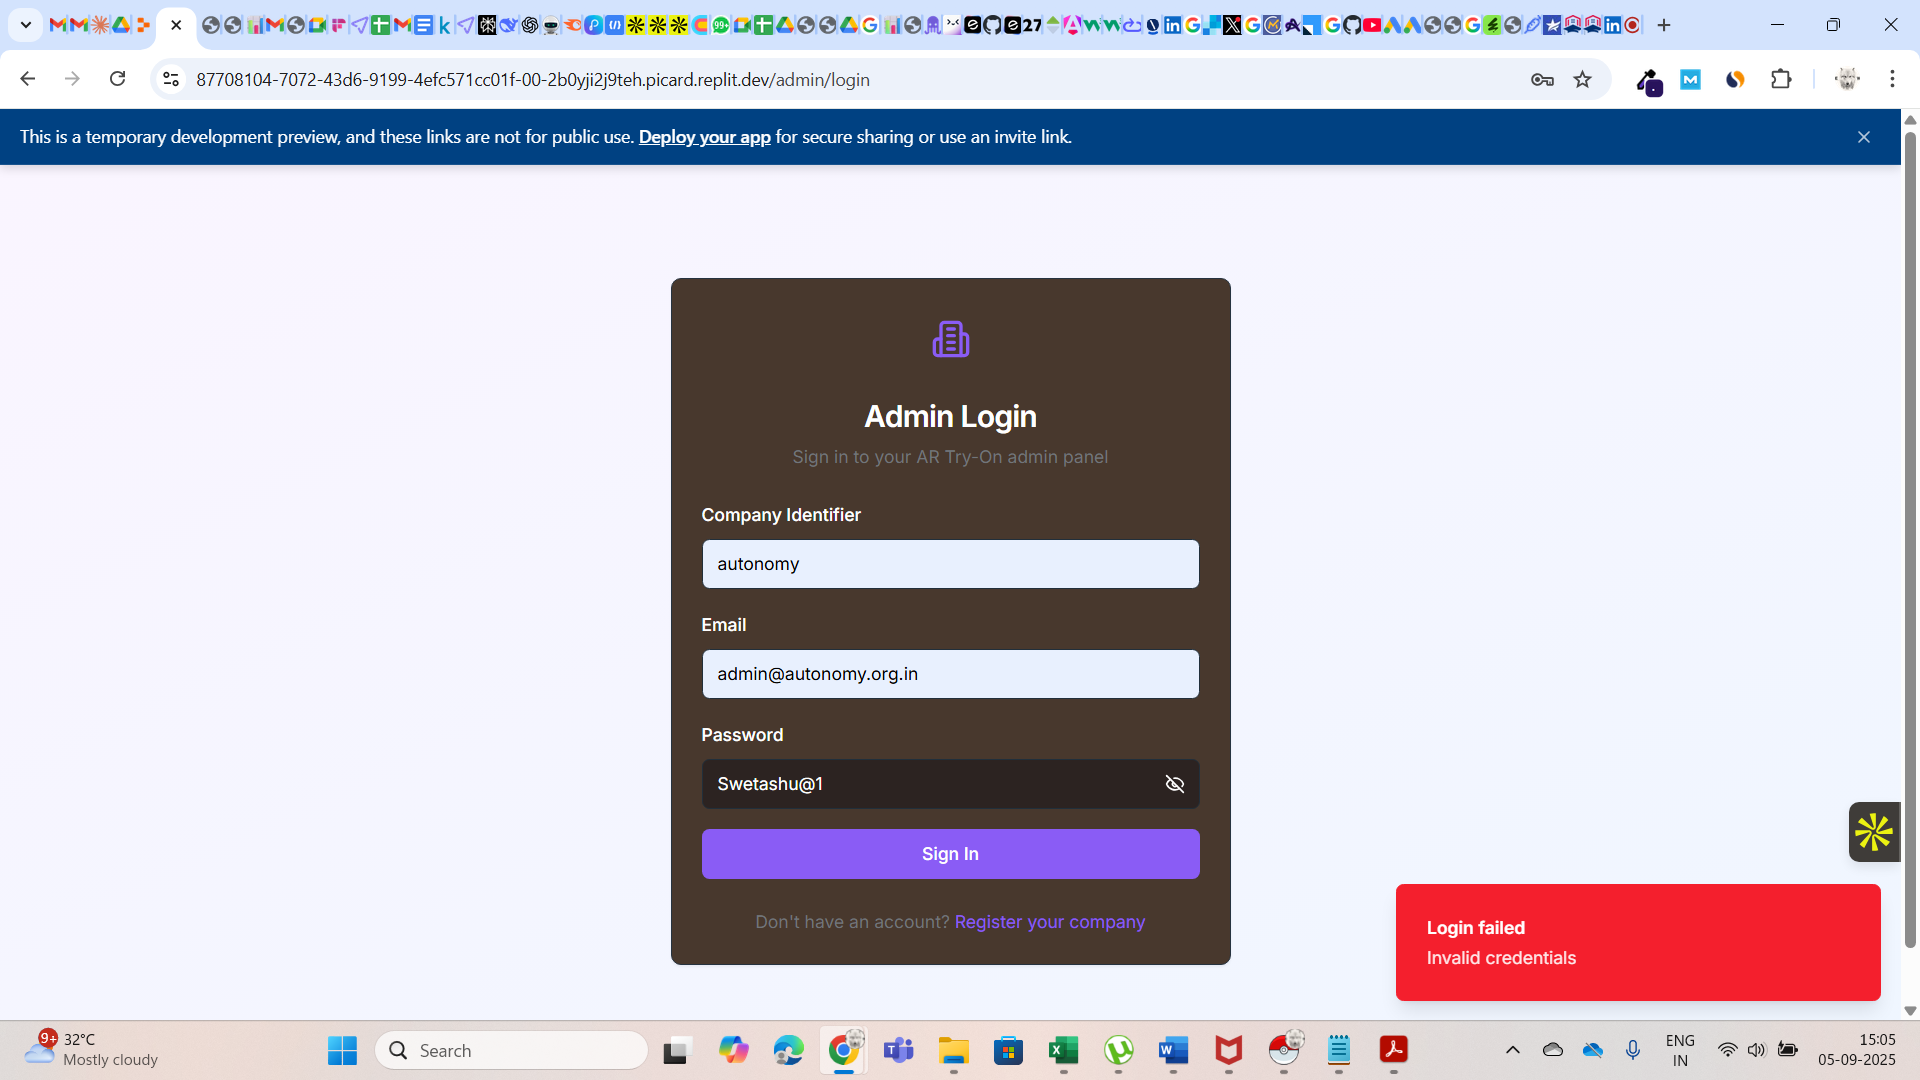 99+
27
87708104-7072-43d6-9199-4efc571cc01f-00-2b0yji2j9teh.picard.replit.dev/admin/login
This is a temporary development preview, and these links are not for public use. Deploy your app for secure sharing or use an invite link.
Admin Login
Sign in to your AR Try-On admin panel
Company Identifier
autonomy
Email
admin@autonomy.org.in
Password
Swetashu@1
Sign In
Don't have an account? Register your company
Login failed
Invalid credentials
9+
32°C
Mostly cloudy
Search
ENG
IN
15:05
05-09-2025